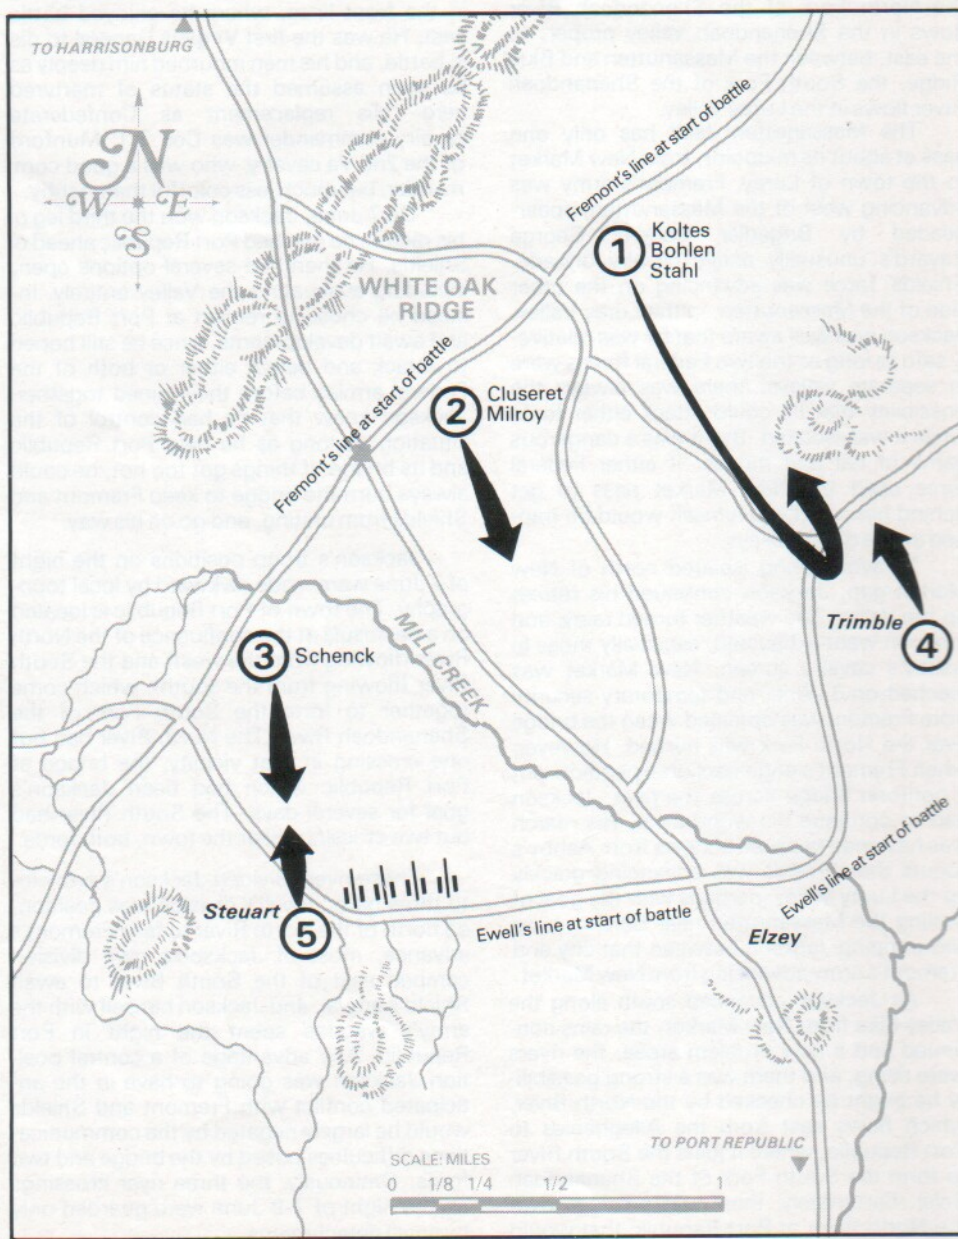 TO HARRISONBURG
N
W E
Fremont's line at start of battle
1 Koltes
Bohlen
Stahl
WHITE OAK
RIDGE
Fremont's line at start of battle
2 Cluseret
Milroy
Trimble
4
3 Schenck
MILL CREEK
Steuart
5
Ewell's line at start of battle
Ewell's line at start of battle
Elzey
TO PORT REPUBLIC
SCALE: MILES
0 1/8 1/4 1/2 1